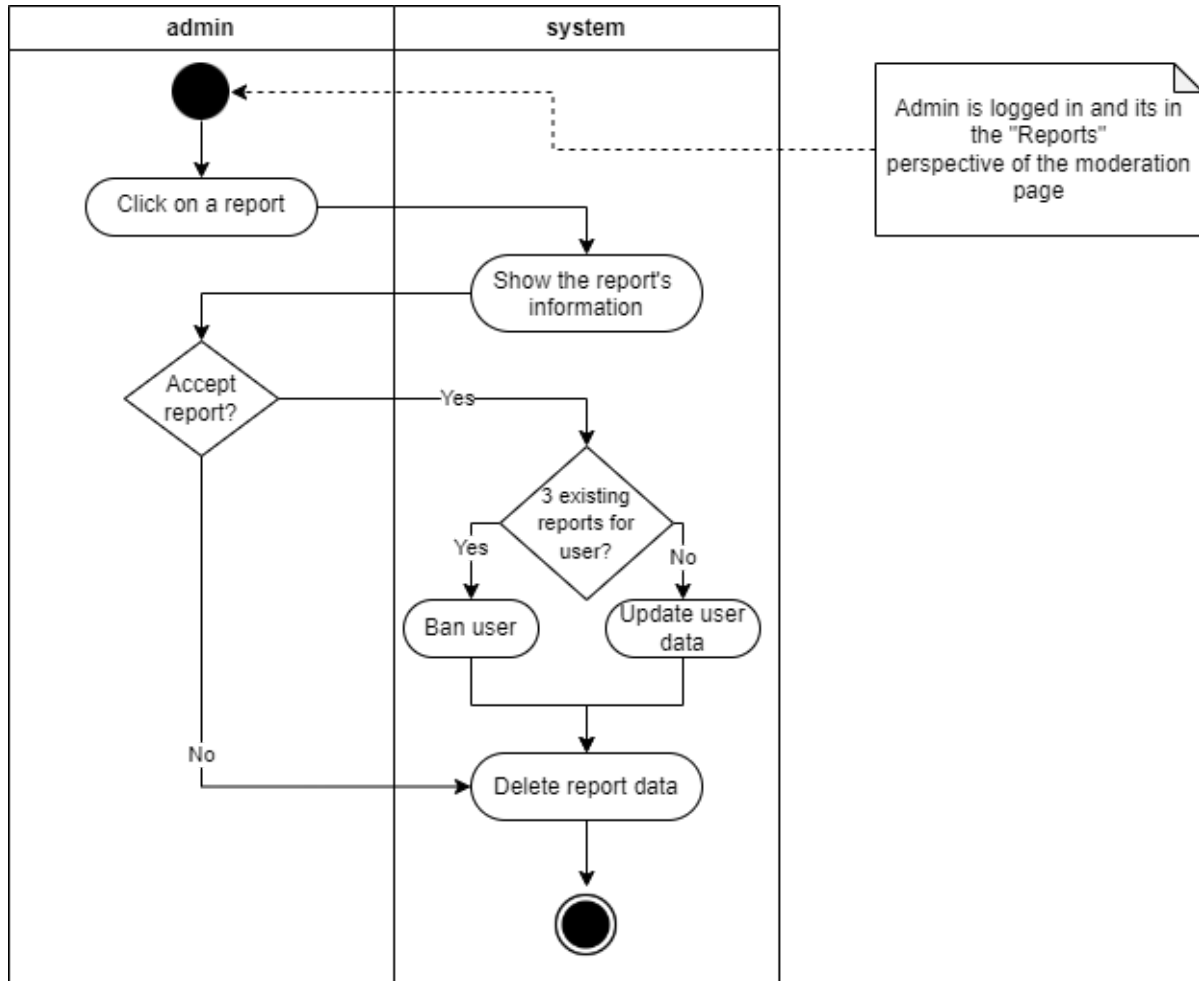 admin
system
Admin is logged in and its in
the "Reports"
perspective of the moderation
page
Click on a report
Show the report's
information
Accept
report?
Yes
3 existing
reports for
user?
Yes
No
Ban user
Update user
data
No
Delete report data